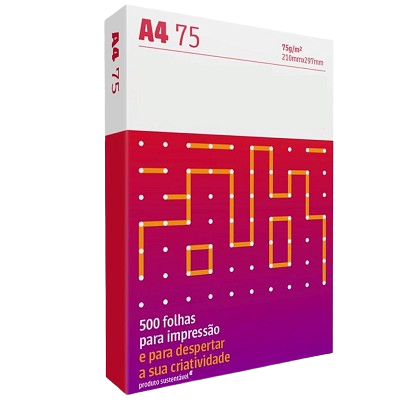 A4 75
A4 75
75g/m²
210mmx297mm
500 folhas
para impressão
e para despertar
a sua criatividade
produto sustentável